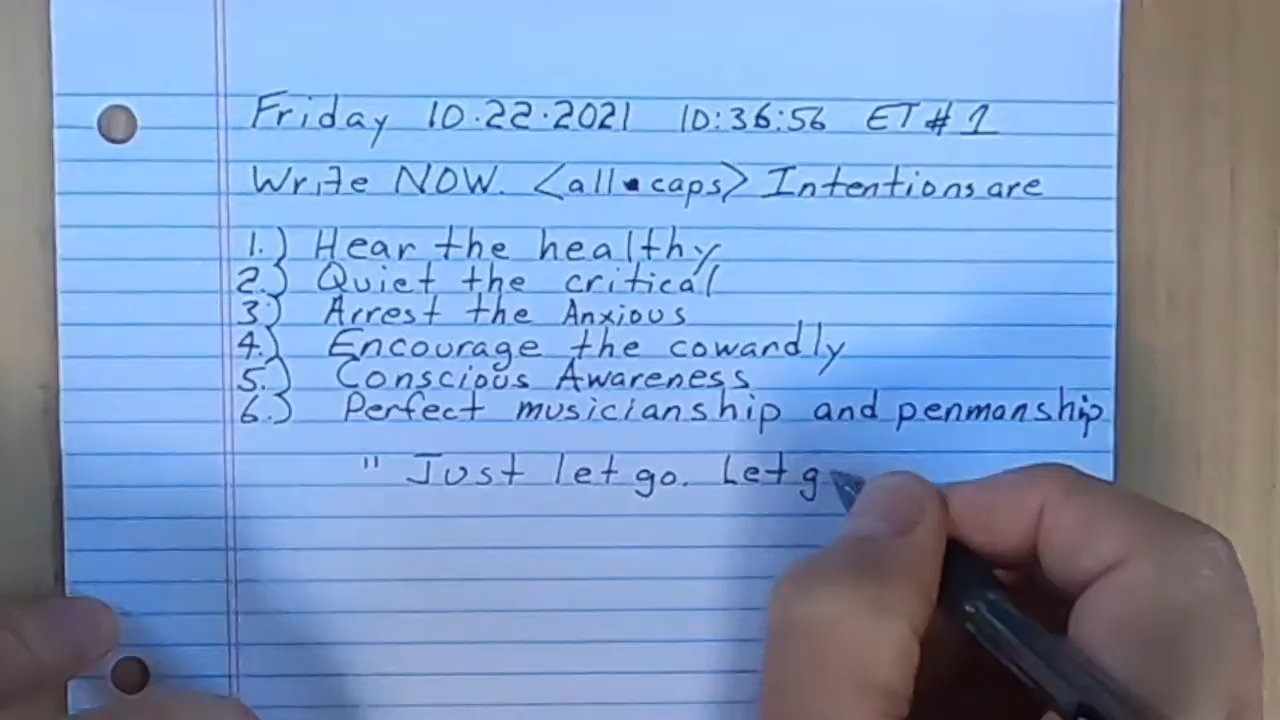 Friday 10.22.2021 10:36:56 ET#1
Write NOW. <all•caps> Intentions are
1.) Hear the healthy
2.) Quiet the critical
3.) Arrest the Anxious
4.) Encourage the cowardly
5.) Conscious Awareness
6.) Perfect musicianship and penmanship
" Just let go. Let g